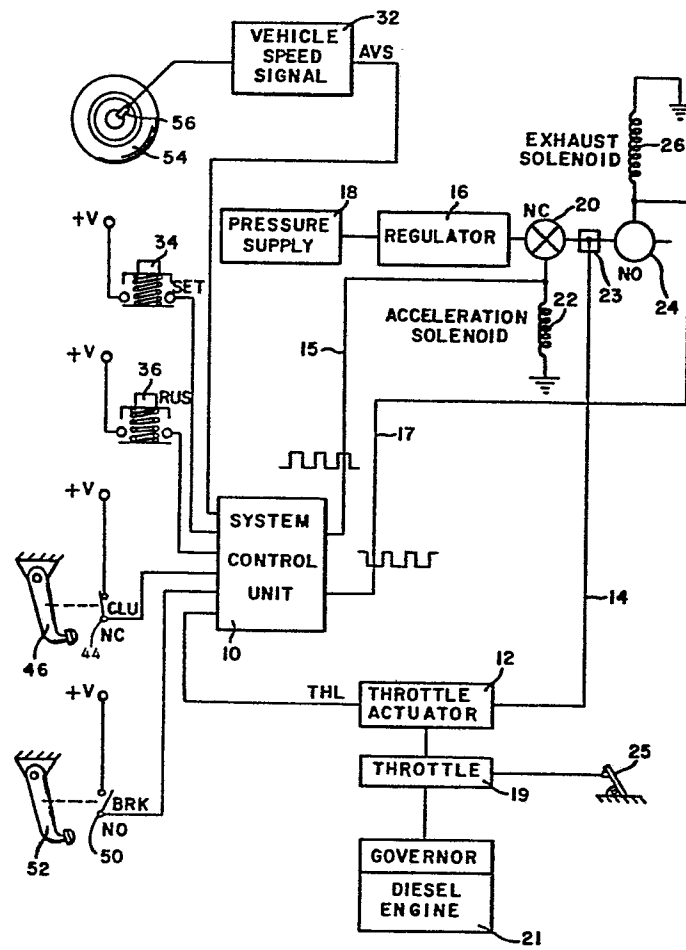 32
VEHICLE
SPEED
SIGNAL
AVS
56
54
EXHAUST
SOLENOID
26
+V
34
SET
18
PRESSURE
SUPPLY
16
REGULATOR
NC
20
23
NO
24
ACCELERATION
SOLENOID
22
15
+V
36
RUS
17
+V
SYSTEM
CONTROL
UNIT
10
CLU
46
44
NC
14
+V
THL
12
THROTTLE
ACTUATOR
THROTTLE
19
25
BRK
NO
52
50
GOVERNOR
DIESEL
ENGINE
21